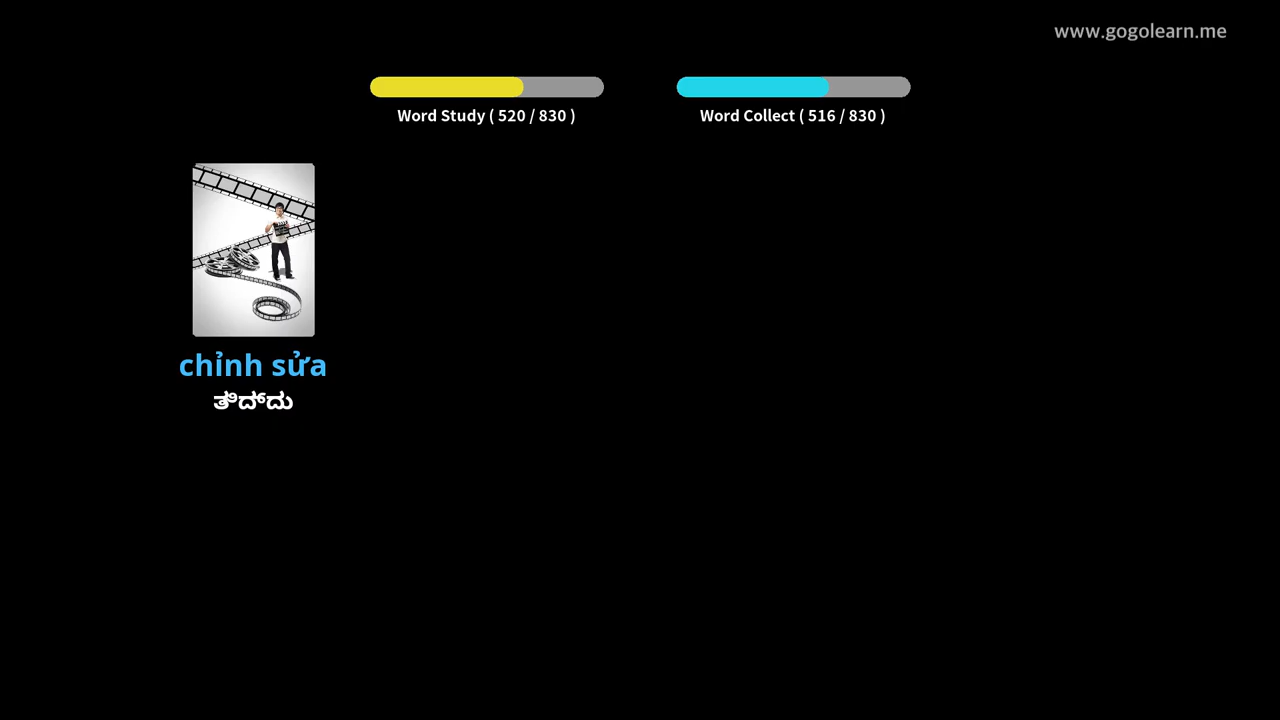 www.gogolearn.me
Word Study ( 520 / 830 )
Word Collect ( 516 / 830 )
chỉnh sửa
ತಿದ್ದು